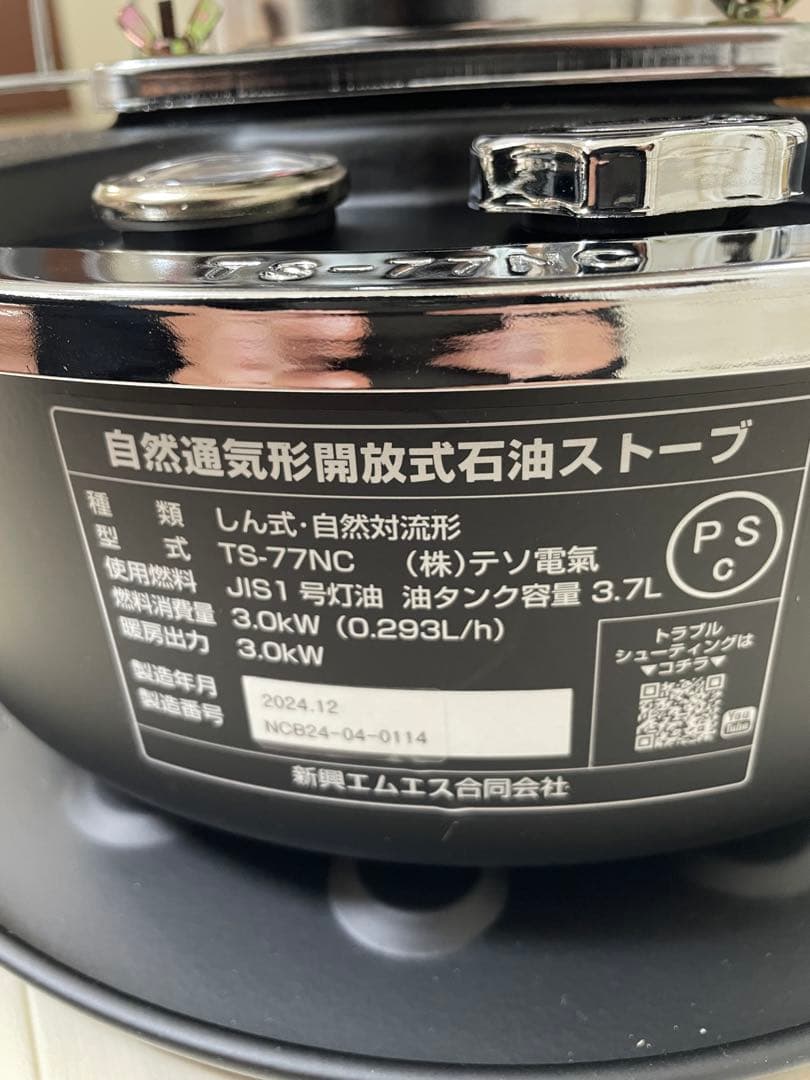 TS-77NC
自然通気形開放式石油ストーブ
種 類 しん式・自然対流形
型 式 TS-77NC (株)テソ電氣
使用燃料 JIS1号灯油 油タンク容量 3.7L
燃料消費量 3.0kW (0.293L/h)
暖房出力 3.0kW
製造年月 2024.12
製造番号 NCB24-04-0114
PS
C
トラブル
シューティングは
▼コチラ▼
You
Tube
新興エムエス合同会社